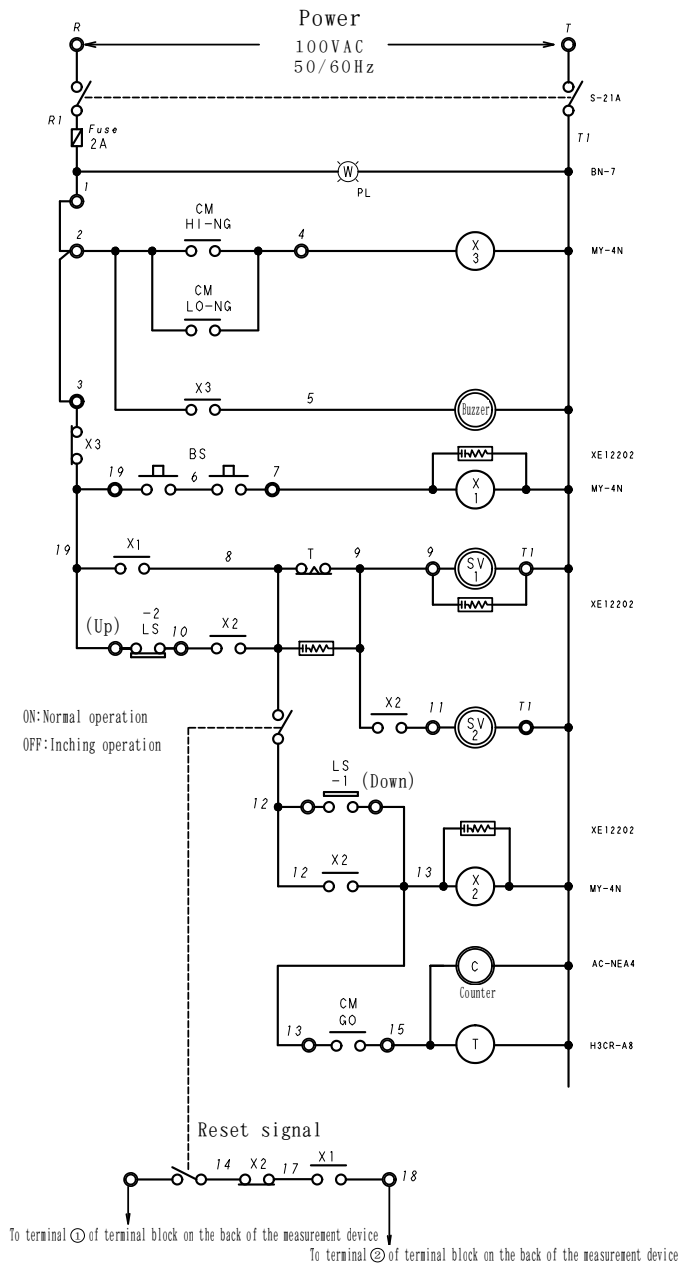 Power
R
T
100VAC
50/60Hz
S-21A
R1
Fuse
2A
T1
W
BN-7
PL
1
CM
HI-NG
2
4
X
3
MY-4N
CM
LO-NG
3
X3
5
Buzzer
X3
BS
XE12202
19
6
7
X
1
MY-4N
19
X1
8
T
9
9
SV
1
T1
XE12202
(Up)
-2
LS
10
X2
X2
11
SV
2
T1
ON:Normal operation
OFF:Inching operation
LS
-1
(Down)
12
XE12202
12
X2
13
X
2
MY-4N
C
AC-NEA4
Counter
CM
GO
13
15
T
H3CR-A8
Reset signal
14
X2
17
X1
18
To terminal ① of terminal block on the back of the measurement device
To terminal ② of terminal block on the back of the measurement device